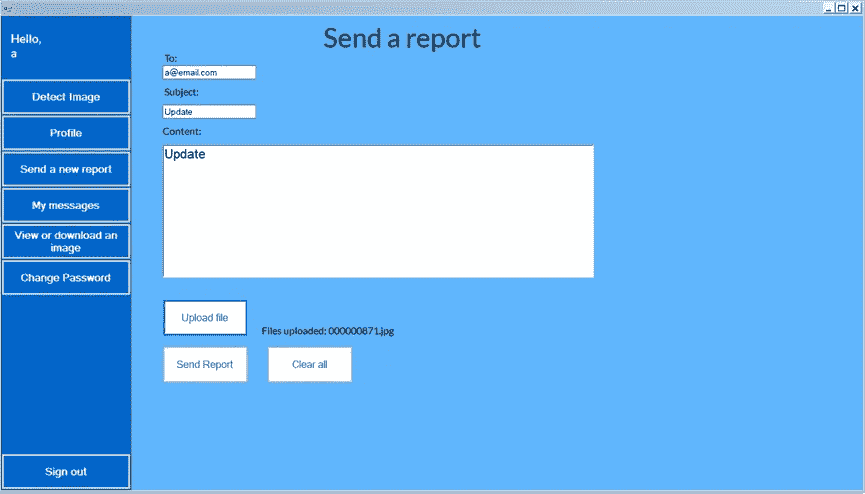 Hello,
a
Detect Image
Profile
Send a new report
My messages
View or download an
image
Change Password
Sign out
Send a report
To:
a@email.com
Subject:
Update
Content:
Update
Upload file
Files uploaded: 000000871.jpg
Send Report
Clear all